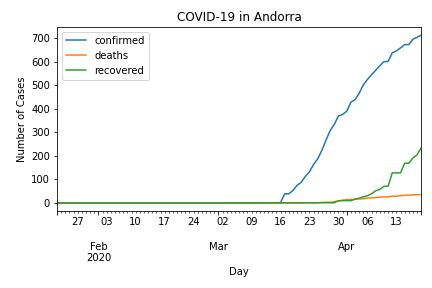 COVID-19 in Andorra
confirmed
deaths
recovered
Number of Cases
700
600
500
400
300
200
100
0
27 03 10 17 24 02 09 16 23 30 06 13
Feb Mar Apr
2020
Day